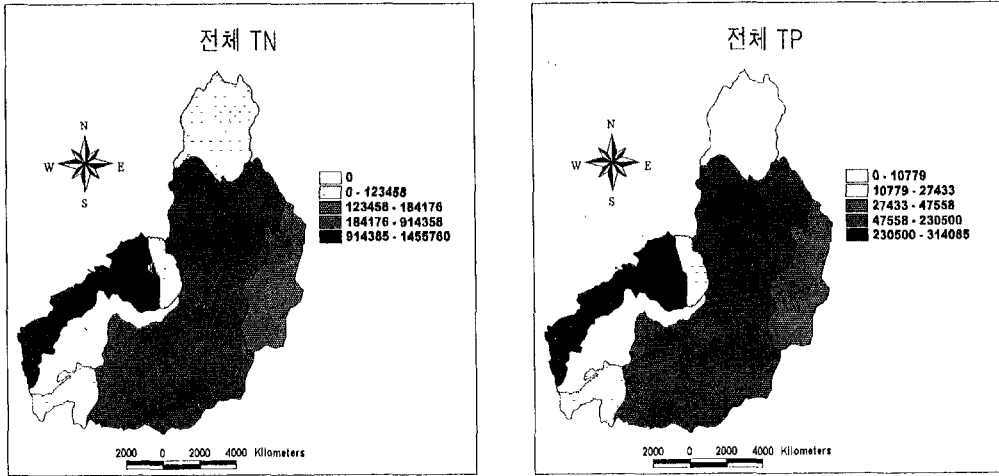 전체 TN
N
W E
S
0
0 - 123458
123458 - 184176
184176 - 914358
914385 - 1455760
2000 0 2000 4000 Kilometers
전체 TP
N
W E
S
0 - 10779
10779 - 27433
27433 - 47558
47558 - 230500
230500 - 314085
2000 0 2000 4000 Kilometers